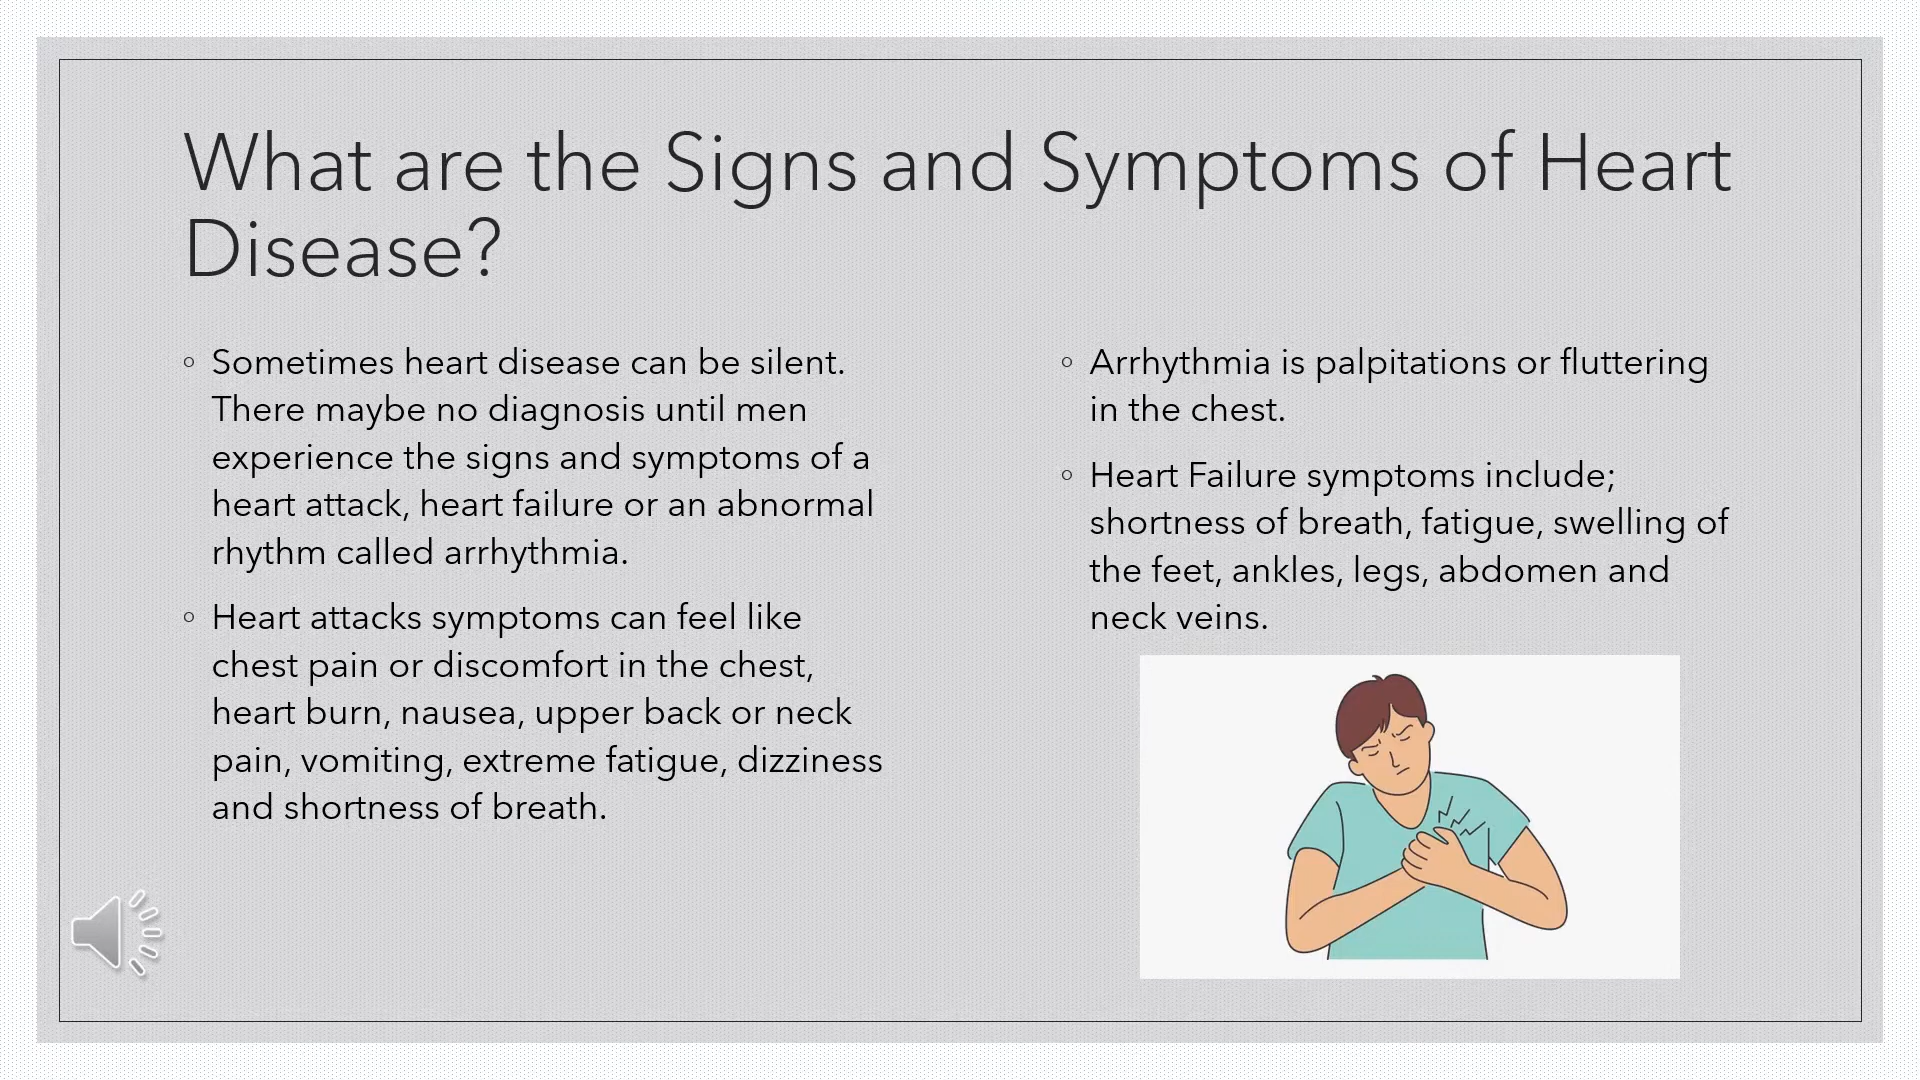 What are the Signs and Symptoms of Heart
Disease?
◦ Sometimes heart disease can be silent.
There maybe no diagnosis until men
experience the signs and symptoms of a
heart attack, heart failure or an abnormal
rhythm called arrhythmia.
◦ Heart attacks symptoms can feel like
chest pain or discomfort in the chest,
heart burn, nausea, upper back or neck
pain, vomiting, extreme fatigue, dizziness
and shortness of breath.
◦ Arrhythmia is palpitations or fluttering
in the chest.
◦ Heart Failure symptoms include;
shortness of breath, fatigue, swelling of
the feet, ankles, legs, abdomen and
neck veins.